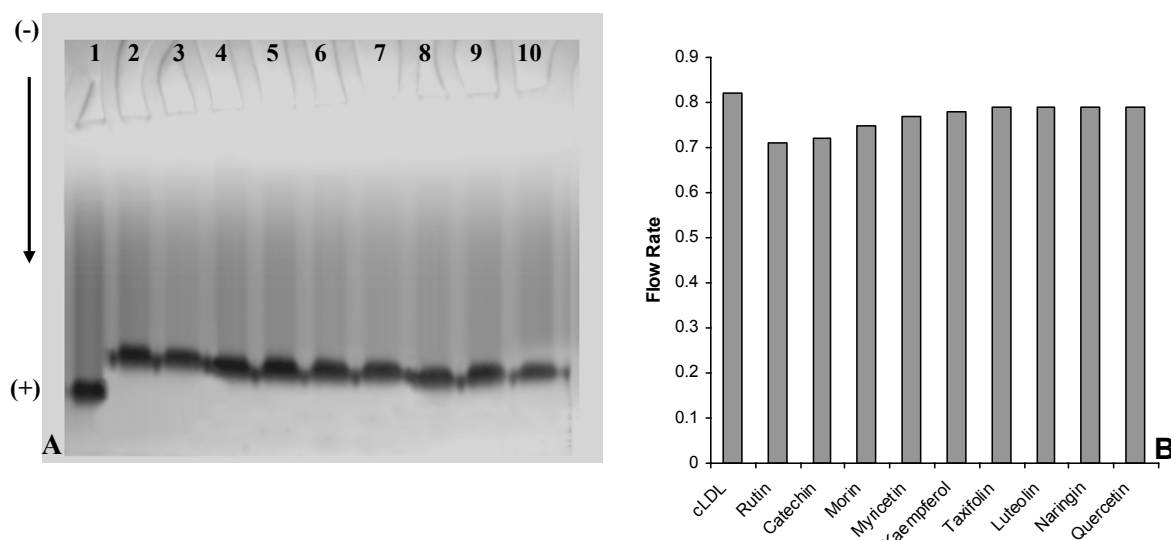 (-)
1 2 3 4 5 6 7 8 9 10
(+)
A
0.9
0.8
0.7
0.6
0.5
0.4
0.3
0.2
0.1
0
Flow Rate
cLDL
Rutin
Catechin
Morin
Myricetin
Kaempferol
Taxifolin
Luteolin
Naringin
Quercetin
B